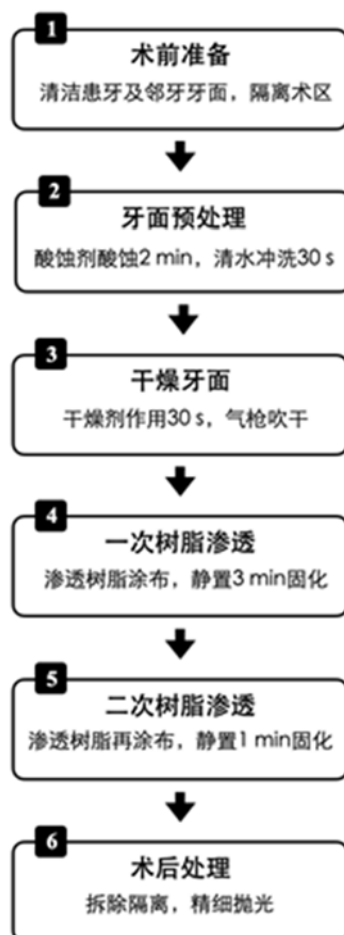 1
术前准备
清洁患牙及邻牙牙面，隔离术区
2
牙面预处理
酸蚀剂酸蚀2 min，清水冲洗30 s
3
干燥牙面
干燥剂作用30 s，气枪吹干
4
一次树脂渗透
渗透树脂涂布，静置3 min固化
5
二次树脂渗透
渗透树脂再涂布，静置1 min固化
6
术后处理
拆除隔离，精细抛光